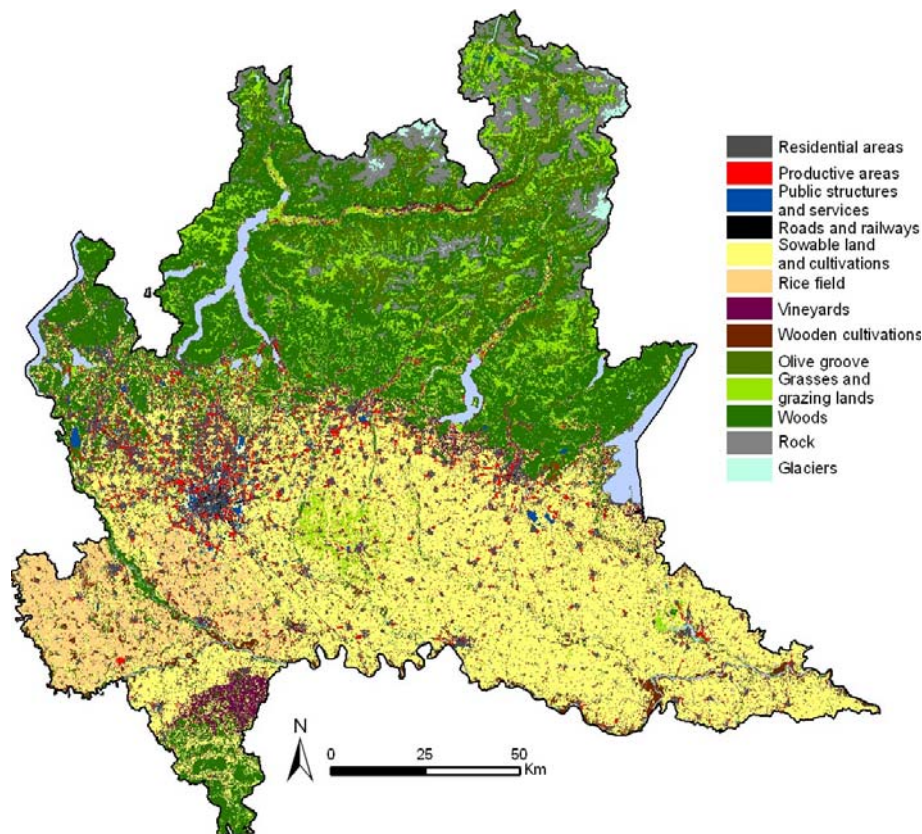 Residential areas
Productive areas
Public structures
and services
Roads and railways
Sowable land
and cultivations
Rice field
Vineyards
Wooden cultivations
Olive groove
Grasses and
grazing lands
Woods
Rock
Glaciers
N
0 25 50
Km